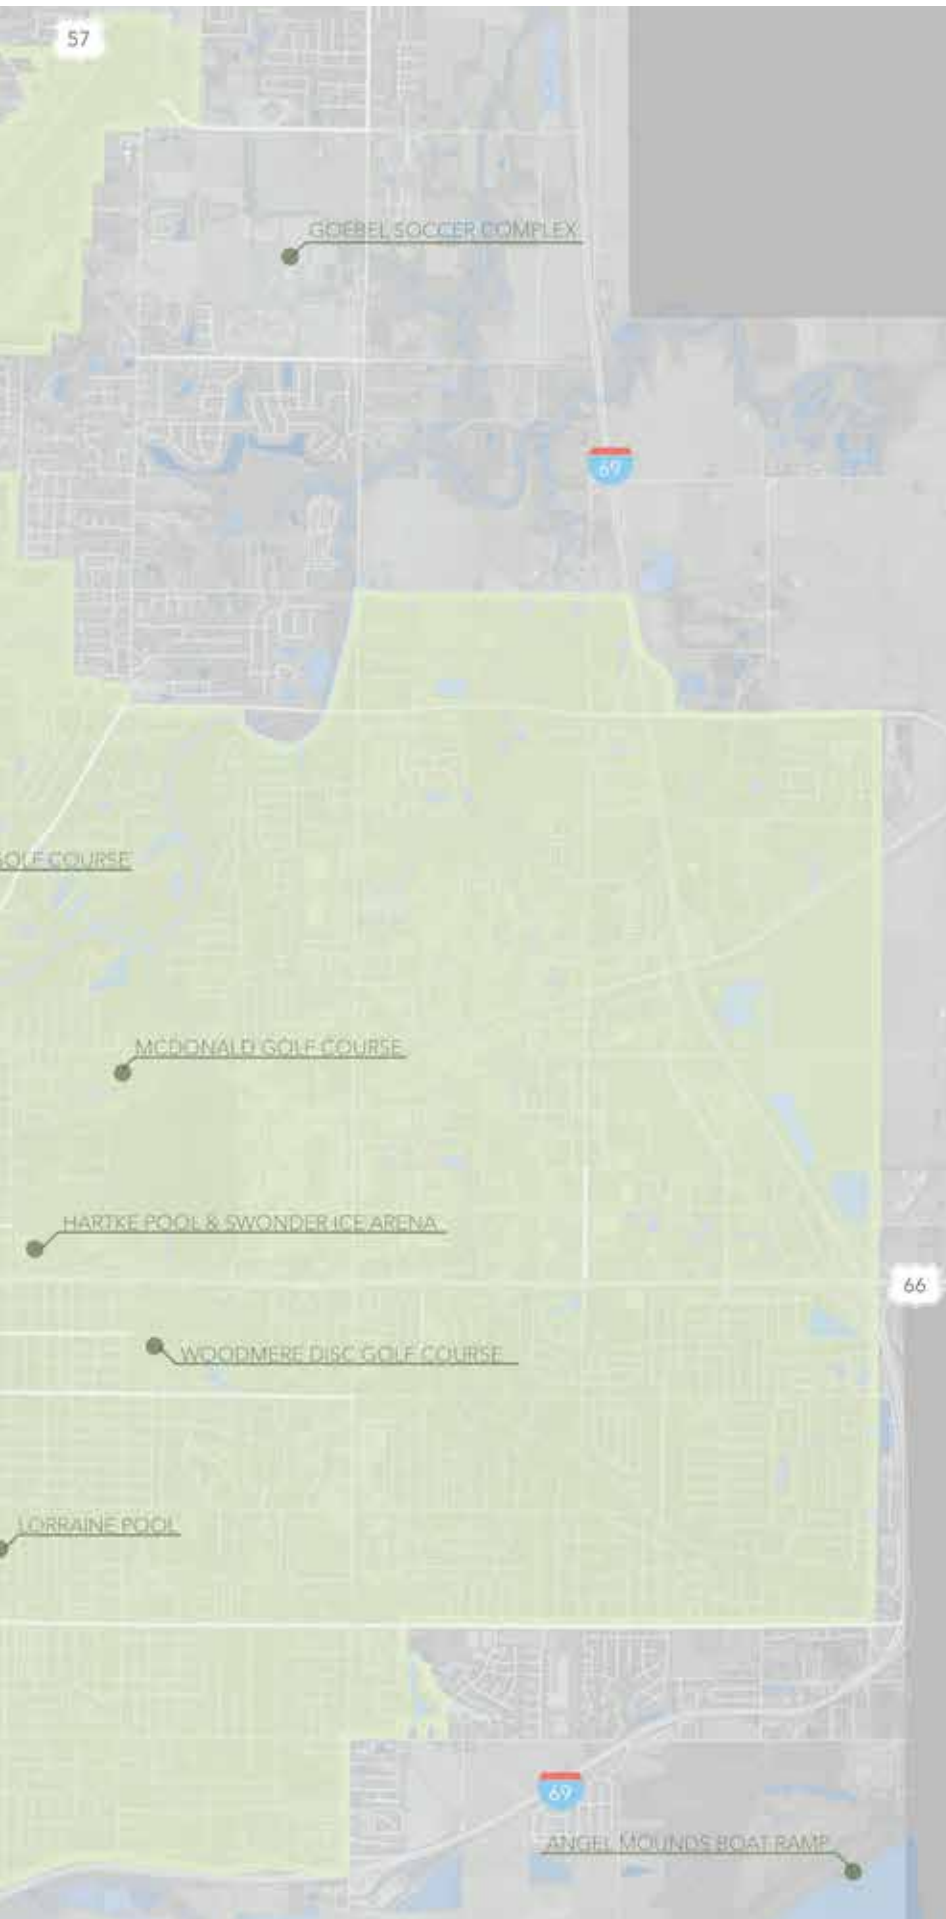 57
GOEBEL SOCCER COMPLEX
69
GOLF COURSE
MCDONALD GOLF COURSE
HARTKE POOL & SWONDER ICE ARENA
66
WOODMERE DISC GOLF COURSE
LORRAINE POOL
69
ANGEL MOUNDS BOAT RAMP